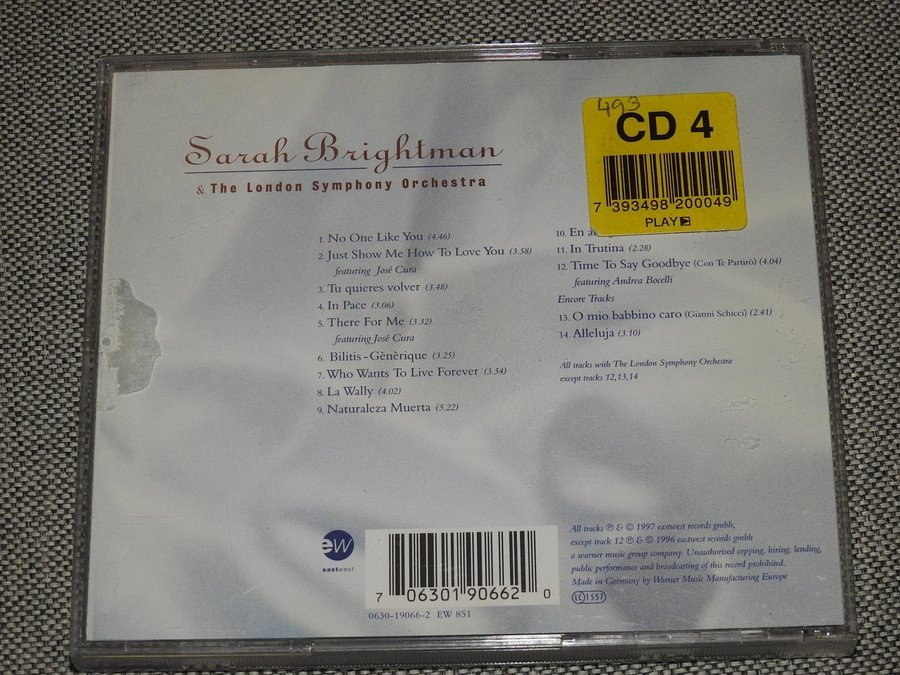 Sarah Brightman
& The London Symphony Orchestra
493
CD 4
7 393498 200049
PLAY
1. No One Like You (4.46)
2. Just Show Me How To Love You (3.58)
featuring José Cura
3. Tu quieres volver (3.48)
4. In Pace (3.06)
5. There For Me (3.32)
featuring José Cura
6. Bilitis-Gènèrique (3.25)
7. Who Wants To Live Forever (3.54)
8. La Wally (4.02)
9. Naturaleza Muerta (5.22)
10. En
11. In Trutina (2.28)
12. Time To Say Goodbye (Con Te Partirò) (4.04)
featuring Andrea Bocelli
Encore Tracks
13. O mio babbino caro (Gianni Schicci) (2.41)
14. Alleluja (3.10)
All tracks with The London Symphony Orchestra
except tracks 12,13,14
ew
eastwest
7 06301 90662 0
0630-19066-2 EW 851
All tracks ℗ & © 1997 eastwest records gmbh,
except track 12 ℗ & © 1996 eastwest records gmbh
a warner music group company. Unauthorised copying, hiring, lending,
public performance and broadcasting of this record prohibited.
Made in Germany by Warner Music Manufacturing Europe
LC 1557